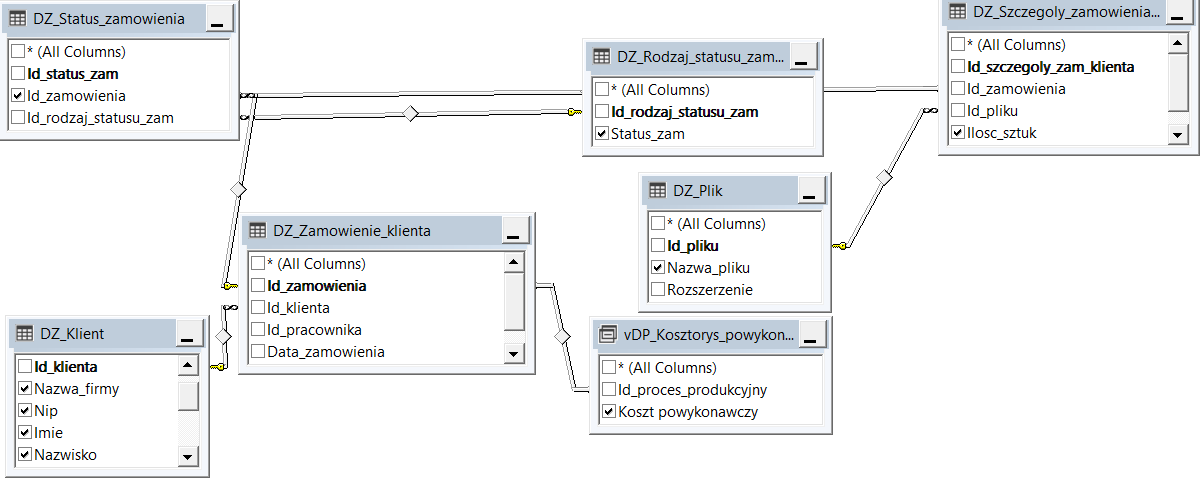 DZ_Status_zamowienia
* (All Columns)
Id_status_zam
Id_zamowienia
Id_rodzaj_statusu_zam
DZ_Rodzaj_statusu_zam...
* (All Columns)
Id_rodzaj_statusu_zam
Status_zam
DZ_Szczegoly_zamowienia...
* (All Columns)
Id_szczegoly_zam_klienta
Id_zamowienia
Id_pliku
Ilosc_sztuk
DZ_Plik
* (All Columns)
Id_pliku
Nazwa_pliku
Rozszerzenie
DZ_Zamowienie_klienta
* (All Columns)
Id_zamowienia
Id_klienta
Id_pracownika
Data_zamowienia
DZ_Klient
Id_klienta
Nazwa_firmy
Nip
Imie
Nazwisko
vDP_Kosztorys_powykon...
* (All Columns)
Id_proces_produkcyjny
Koszt powykonawczy